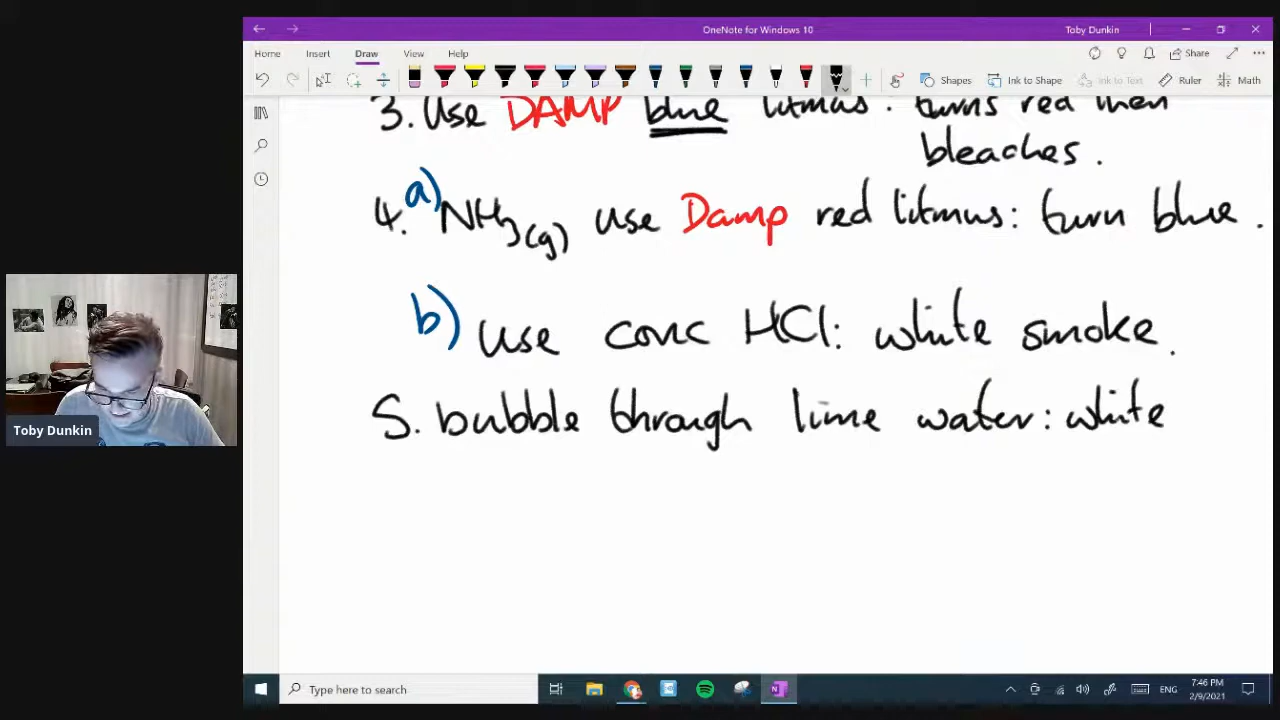 OneNote for Windows 10
Toby Dunkin
Home Insert Draw View Help
Share
Shapes Ink to Shape Ink to Text Ruler Math
3. Use DAMP blue litmus. turns red then
bleaches.
4. a) NH3(g) use Damp red litmus: turn blue.
b) use conc HCl: white smoke.
5. bubble through lime water: white
Toby Dunkin
Type here to search
ENG
7:46 PM
2/9/2021